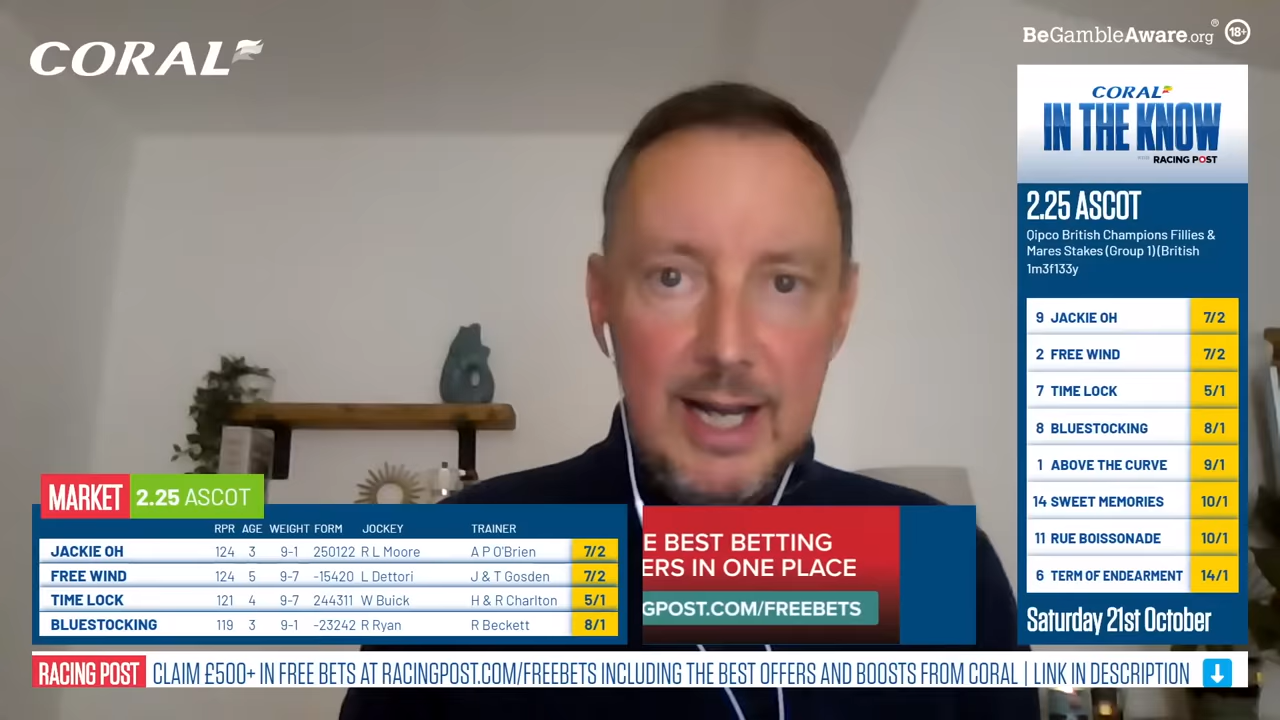 CORAL
BeGambleAware.org® 18+
CORAL
IN THE KNOW
RACING POST
2.25 ASCOT
Qipco British Champions Fillies &
Mares Stakes (Group 1) (British
1m3f133y
9 JACKIE OH 7/2
2 FREE WIND 7/2
7 TIME LOCK 5/1
8 BLUESTOCKING 8/1
1 ABOVE THE CURVE 9/1
14 SWEET MEMORIES 10/1
11 RUE BOISSONADE 10/1
6 TERM OF ENDEARMENT 14/1
Saturday 21st October
MARKET 2.25 ASCOT
RPR AGE WEIGHT FORM JOCKEY TRAINER
JACKIE OH 124 3 9-1 250122 R L Moore A P O'Brien 7/2
FREE WIND 124 5 9-7 -15420 L Dettori J & T Gosden 7/2
TIME LOCK 121 4 9-7 244311 W Buick H & R Charlton 5/1
BLUESTOCKING 119 3 9-1 -23242 R Ryan R Beckett 8/1
E BEST BETTING
ERS IN ONE PLACE
GPOST.COM/FREEBETS
RACING POST CLAIM £500+ IN FREE BETS AT RACINGPOST.COM/FREEBETS INCLUDING THE BEST OFFERS AND BOOSTS FROM CORAL | LINK IN DESCRIPTION